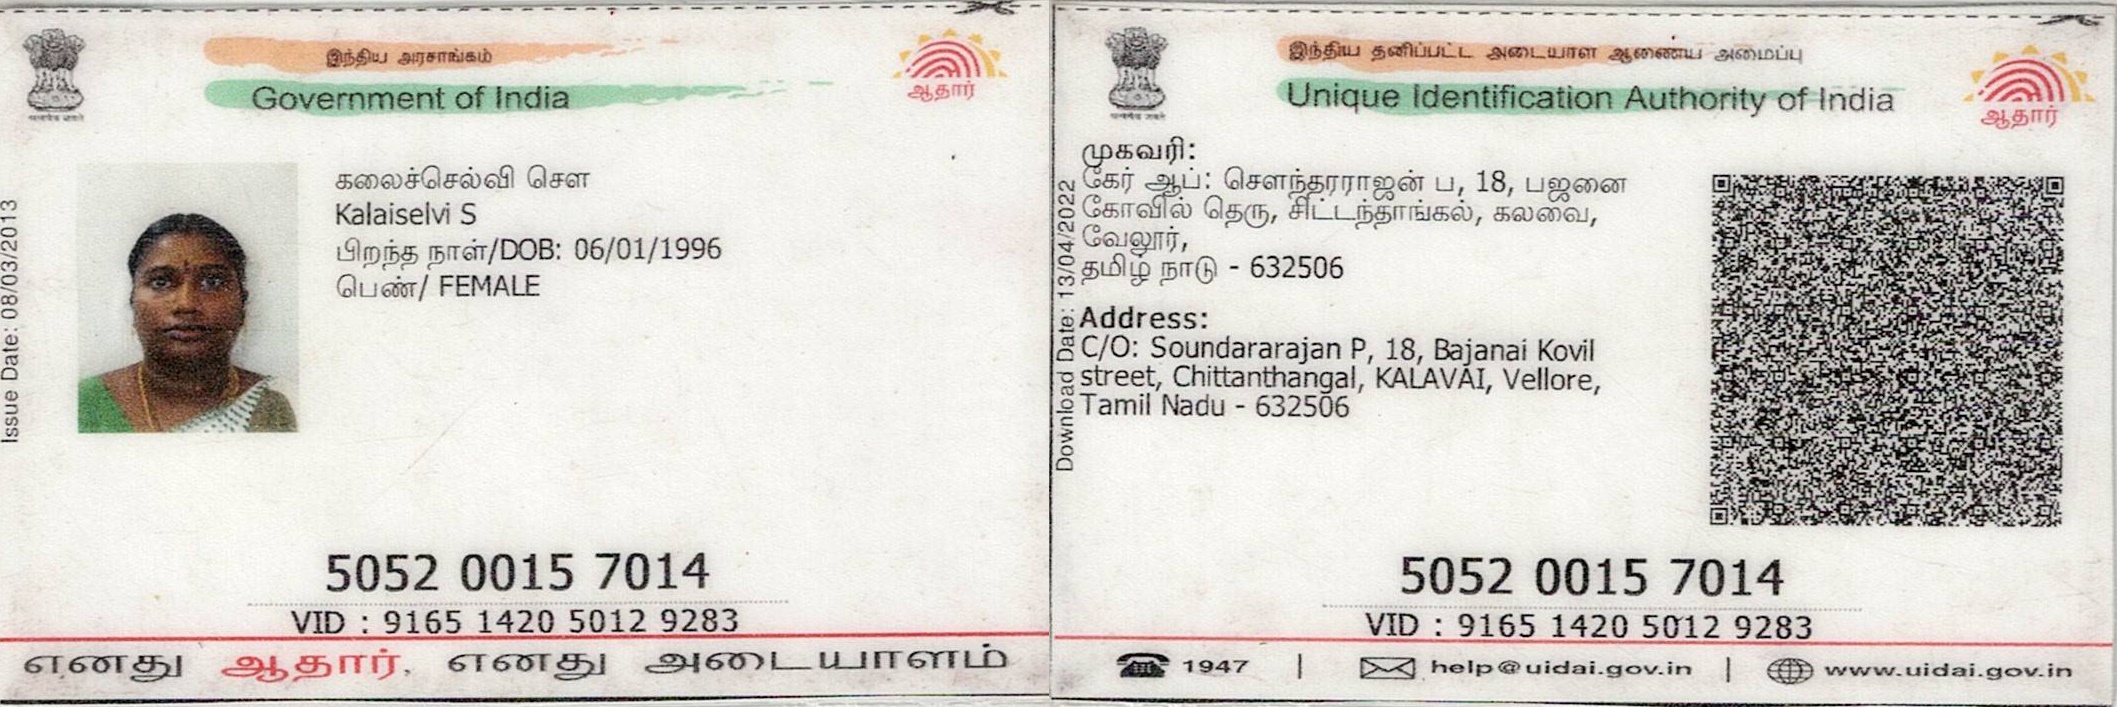 இந்திய அரசாங்கம்
Government of India
ஆதார்
Issue Date: 08/03/2013
கலைச்செல்வி சௌ
Kalaiselvi S
பிறந்த நாள்/DOB: 06/01/1996
பெண்/ FEMALE
5052 0015 7014
VID : 9165 1420 5012 9283
எனது ஆதார், எனது அடையாளம்
இந்திய தனிப்பட்ட அடையாள ஆணைய அமைப்பு
Unique Identification Authority of India
ஆதார்
Download Date: 13/04/2022
முகவரி:
கேர் ஆப்: சௌந்தரராஜன் ப, 18, பஜனை
கோவில் தெரு, சிட்டந்தாங்கல், கலவை,
வேலூர்,
தமிழ் நாடு - 632506
Address:
C/O: Soundararajan P, 18, Bajanai Kovil
street, Chittanthangal, KALAVAI, Vellore,
Tamil Nadu - 632506
5052 0015 7014
VID : 9165 1420 5012 9283
1947 | help@uidai.gov.in | www.uidai.gov.in